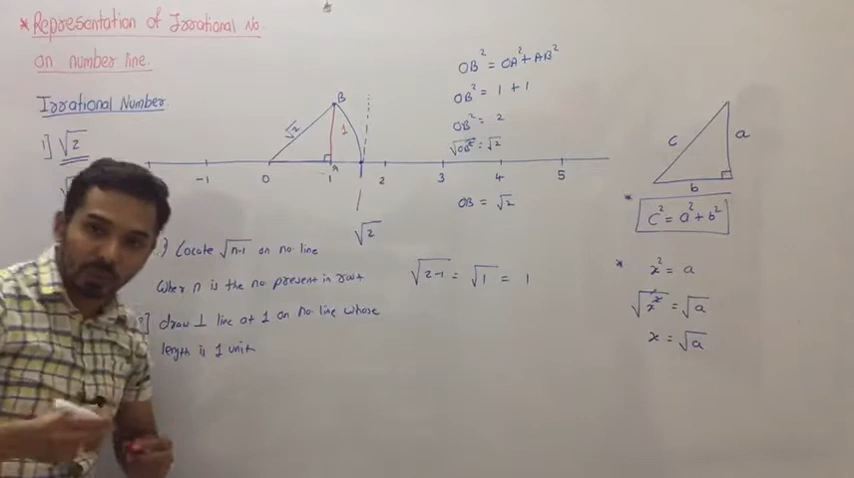 * Representation of Irrational No.
on number line.
Irrational Number
1] √2
√2
B
1
A
-1 0 1 2 3 4 5
√2
OB² = OA² + AB²
OB² = 1 + 1
OB² = 2
√OB² = √2
OB = √2
c a
b
* c² = a² + b²
* x² = a
√x² = √a
x = √a
) Locate √n-1 on no line
When n is the no present in root
√2-1 = √1 = 1
] draw ⊥ line at 1 on no line whose
length is 1 unit